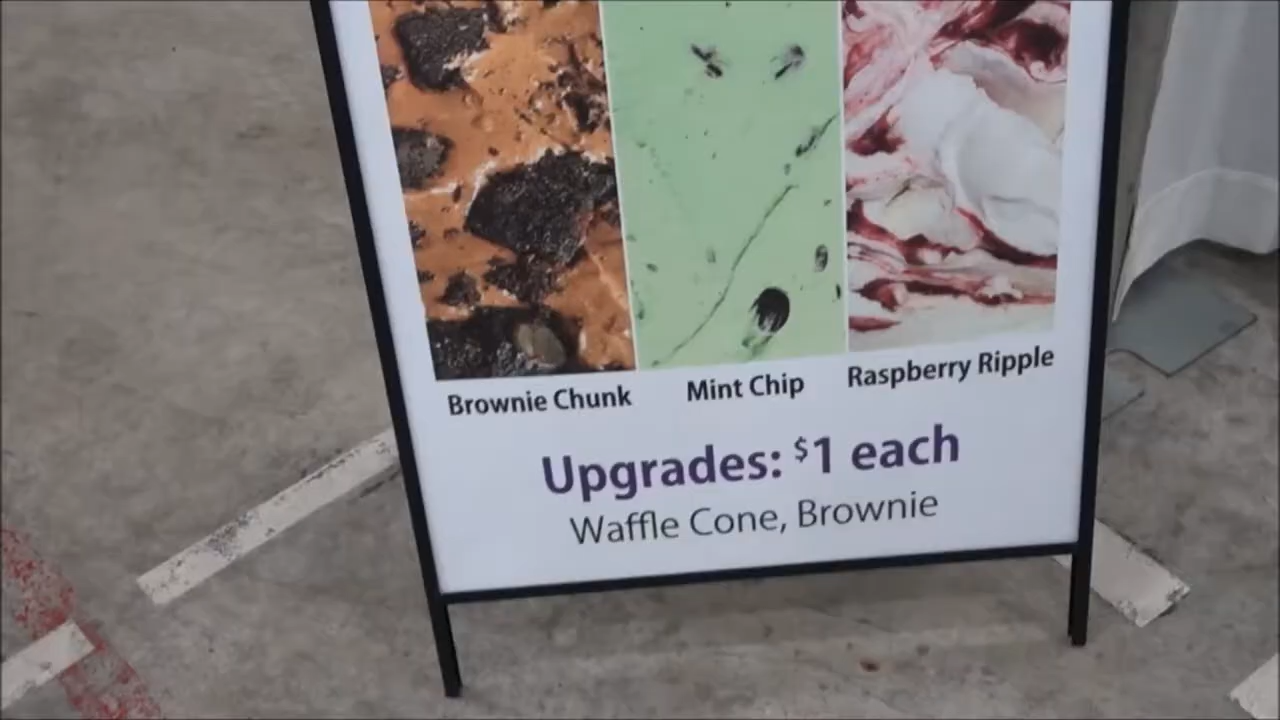 Brownie Chunk
Mint Chip
Raspberry Ripple
Upgrades: $1 each
Waffle Cone, Brownie